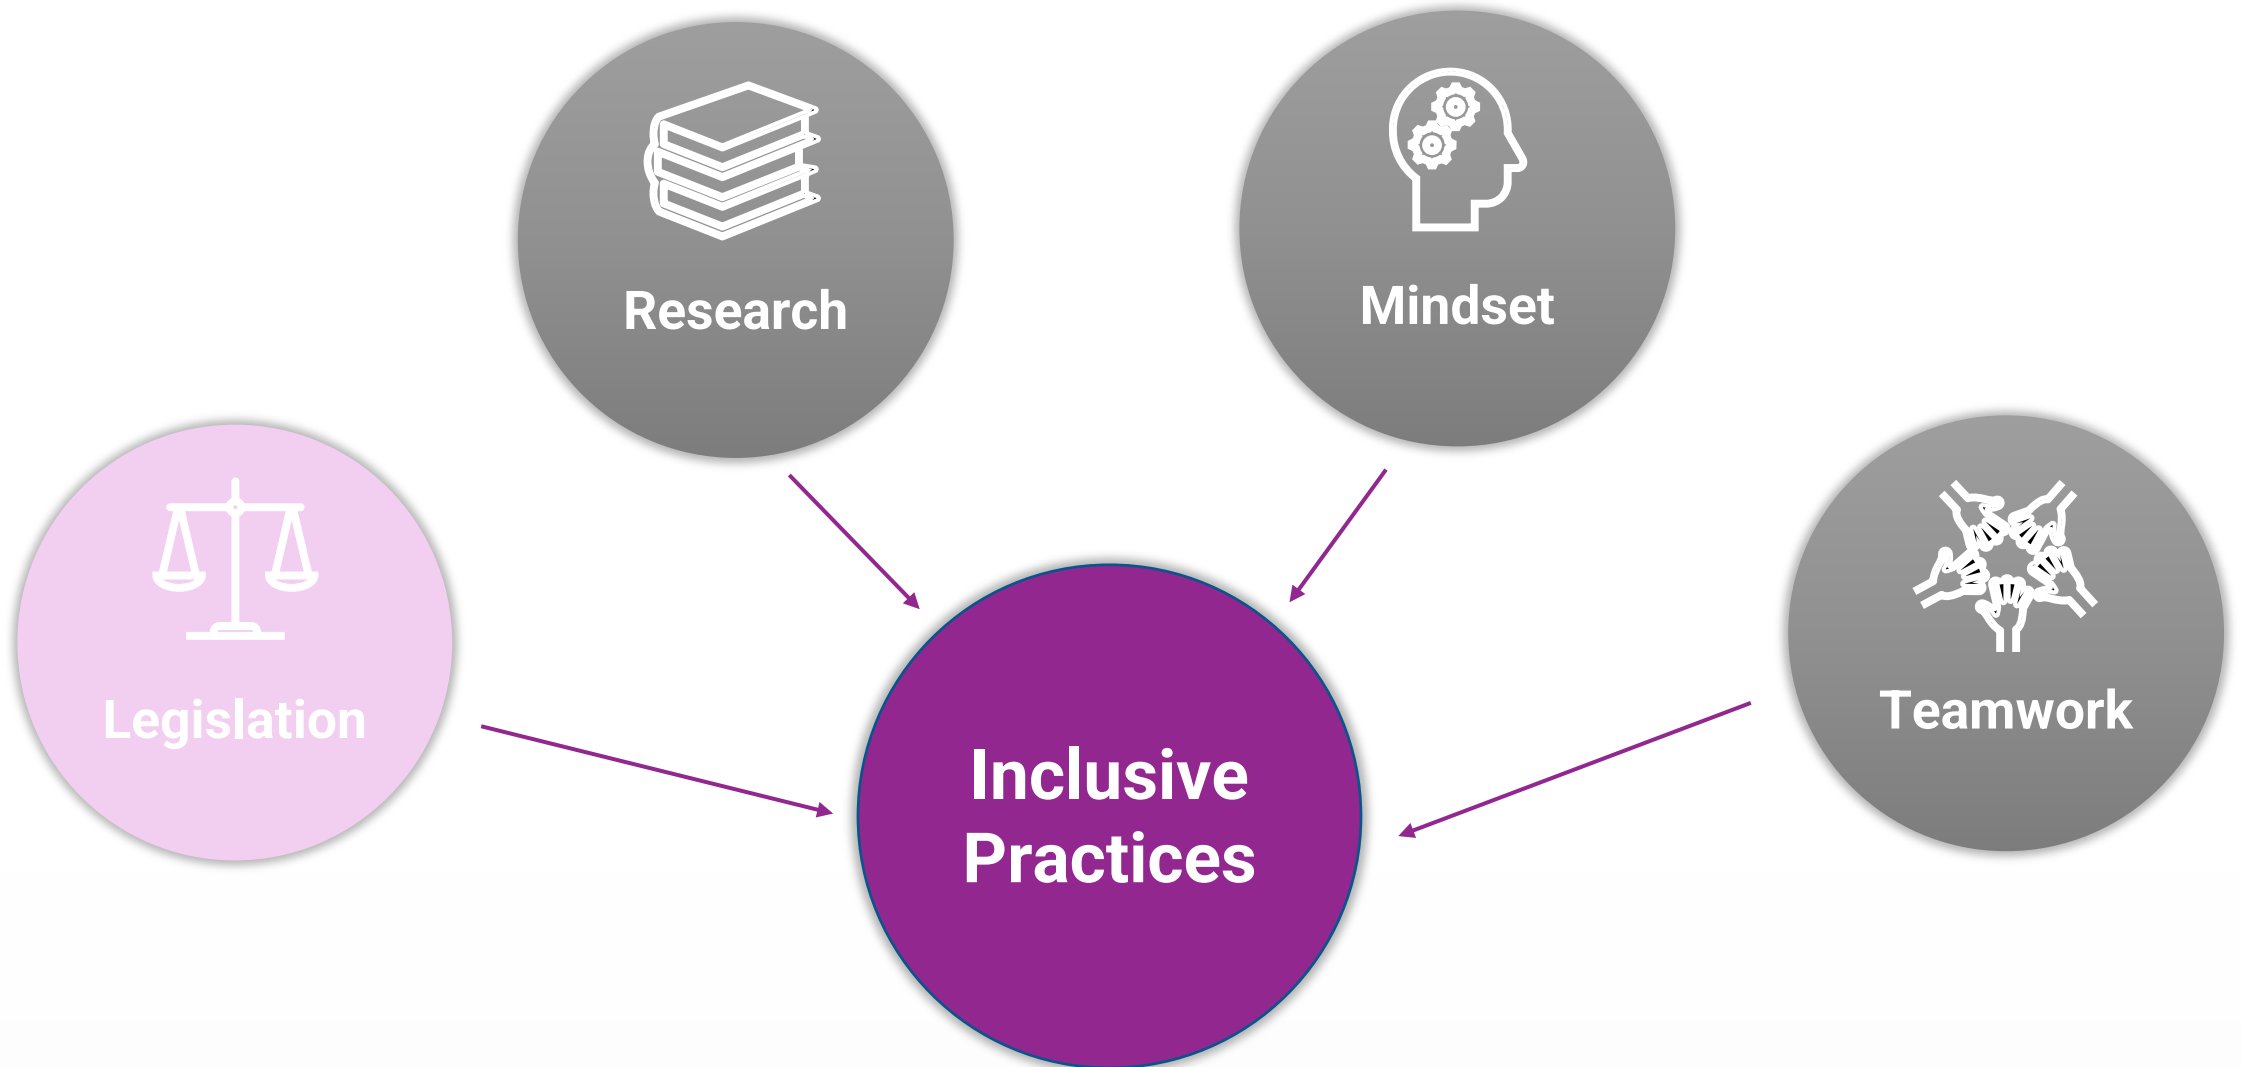 Research
Mindset
Legislation
Teamwork
Inclusive
Practices